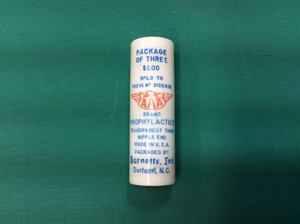 PACKAGE
OF THREE
$1.00
SOLD TO
PREVENT DISEASE
AAA
BRAND
PROPHYLACTICS
TRANSPARENT THIN
NIPPLE END
MADE IN U.S.A.
PACKAGED BY
Barnetts, Inc.
Durham, N.C.